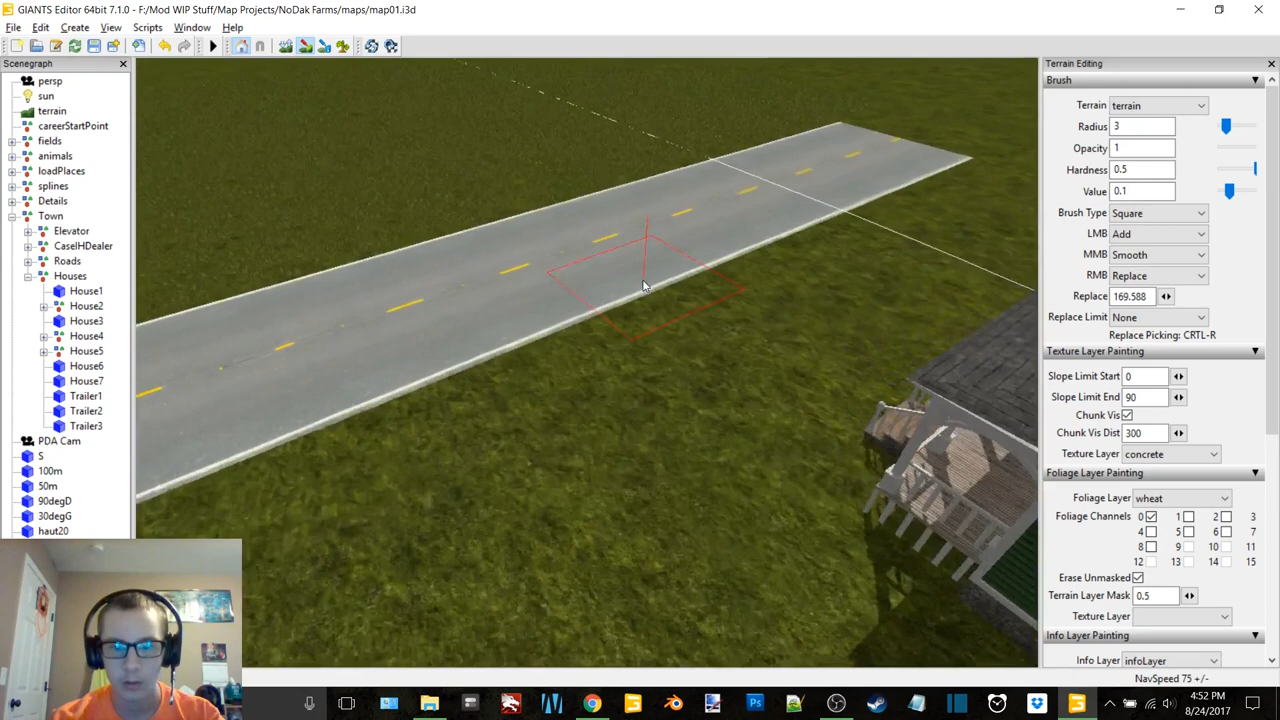 GIANTS Editor 64bit 7.1.0 - F:/Mod WIP Stuff/Map Projects/NoDak Farms/maps/map01.i3d
File Edit Create View Scripts Window Help
Scenegraph
persp
sun
terrain
careerStartPoint
fields
animals
loadPlaces
splines
Details
Town
Elevator
CaseIHDealer
Roads
Houses
House1
House2
House3
House4
House5
House6
House7
Trailer1
Trailer2
Trailer3
PDA Cam
S
100m
50m
90degD
30degG
haut20
Terrain Editing
Brush
Terrain terrain
Radius 3
Opacity 1
Hardness 0.5
Value 0.1
Brush Type Square
LMB Add
MMB Smooth
RMB Replace
Replace 169.588
Replace Limit None
Replace Picking: CRTL-R
Texture Layer Painting
Slope Limit Start 0
Slope Limit End 90
Chunk Vis
Chunk Vis Dist 300
Texture Layer concrete
Foliage Layer Painting
Foliage Layer wheat
Foliage Channels 0 1 2 3
4 5 6 7
8 9 10 11
12 13 14 15
Erase Unmasked
Terrain Layer Mask 0.5
Texture Layer
Info Layer Painting
Info Layer infoLayer
NavSpeed 75 +/-
4:52 PM
8/24/2017